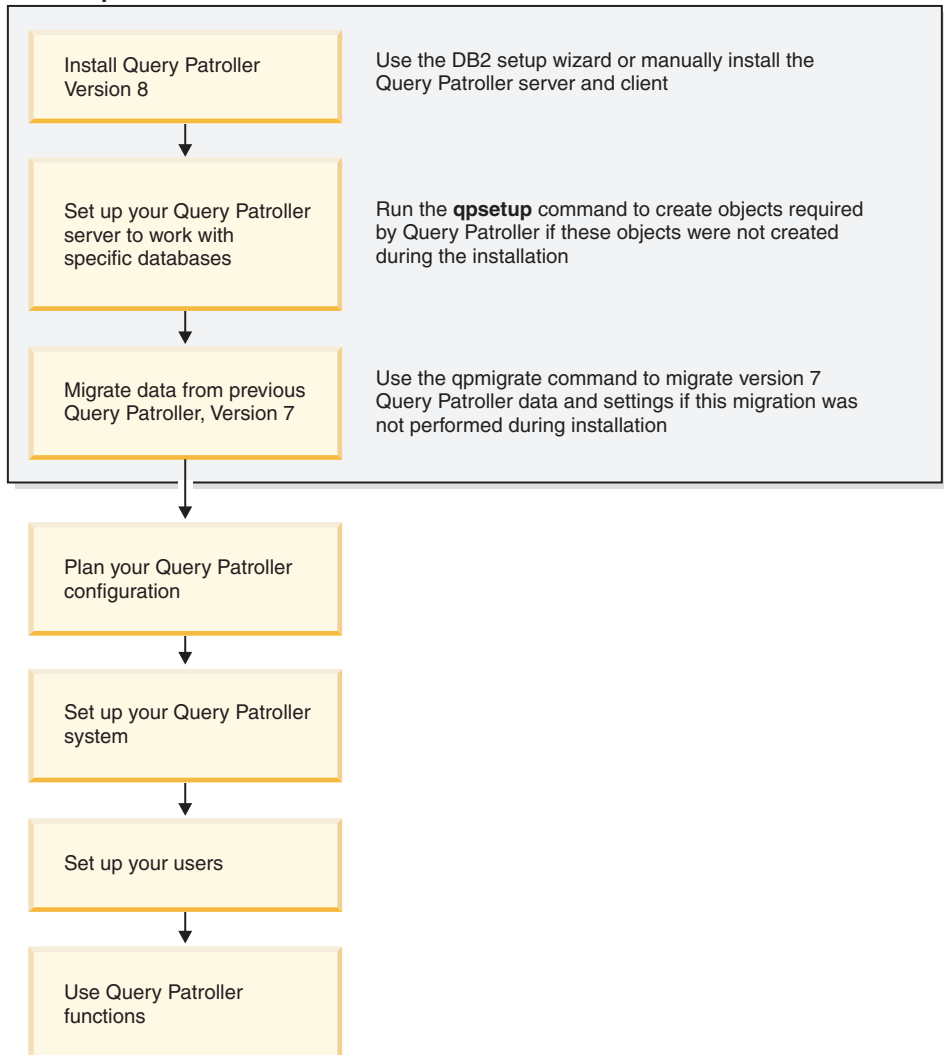 Install Query Patroller
Version 8
Use the DB2 setup wizard or manually install the
Query Patroller server and client
Set up your Query Patroller
server to work with
specific databases
Run the qpsetup command to create objects required
by Query Patroller if these objects were not created
during the installation
Migrate data from previous
Query Patroller, Version 7
Use the qpmigrate command to migrate version 7
Query Patroller data and settings if this migration was
not performed during installation
Plan your Query Patroller
configuration
Set up your Query Patroller
system
Set up your users
Use Query Patroller
functions